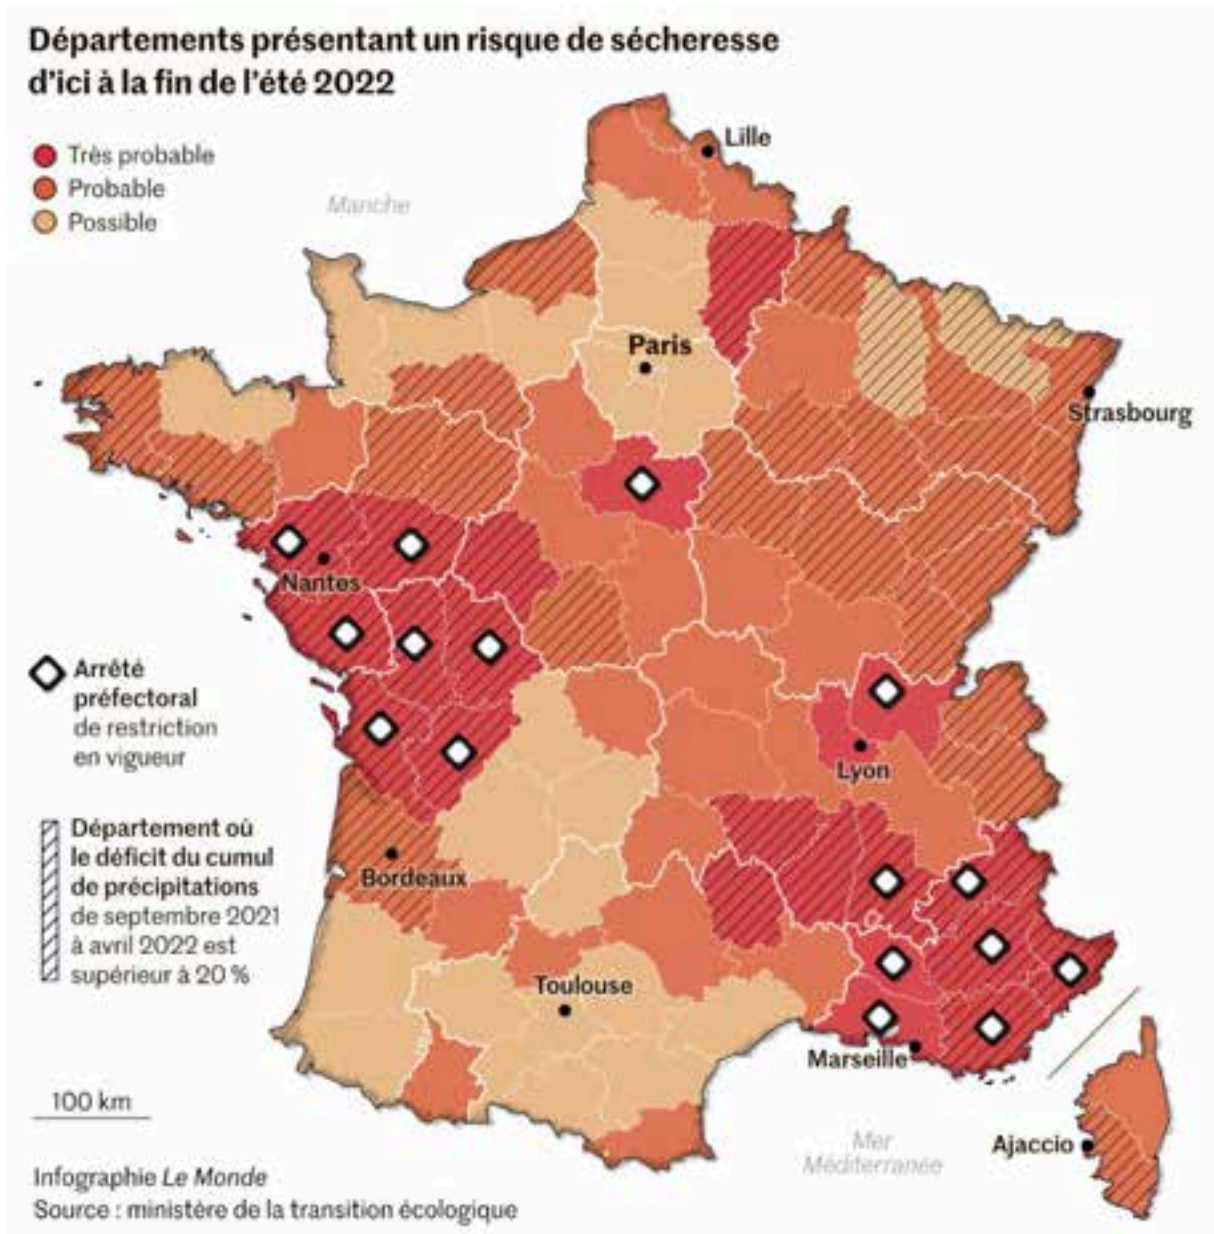 Départements présentant un risque de sécheresse
d'ici à la fin de l'été 2022
Très probable
Probable
Possible
Manche
Lille
Paris
Strasbourg
Nantes
Arrêté
préfectoral
de restriction
en vigueur
Lyon
Département où
le déficit du cumul
de précipitations
de septembre 2021
à avril 2022 est
supérieur à 20 %
Bordeaux
Toulouse
Marseille
100 km
Mer
Méditerranée
Ajaccio
Infographie Le Monde
Source : ministère de la transition écologique